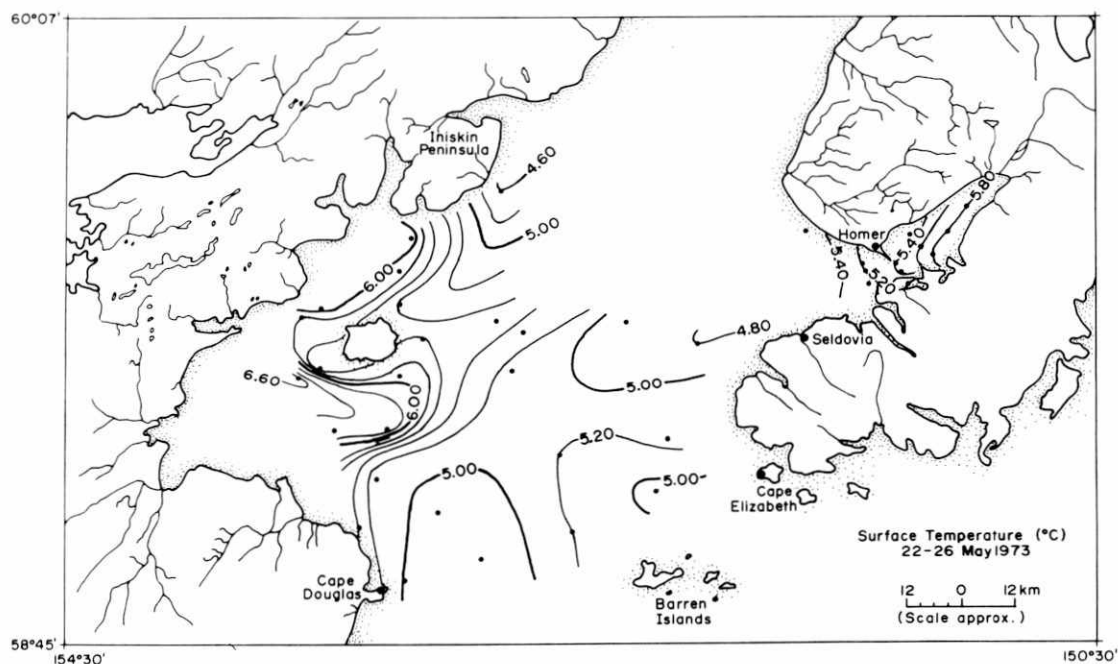 60°07'
Iniskin
Peninsula
4.60
5.00
5.80
Homer
5.40
5.40
6.00
4.80
Seldovia
6.60
6.00
5.00
5.20
5.00
5.00
Cape
Elizabeth
Surface Temperature (°C)
22-26 May 1973
Cape
Douglas
Barren
Islands
12 0 12 km
(Scale approx.)
58°45'
154°30'
150°30'